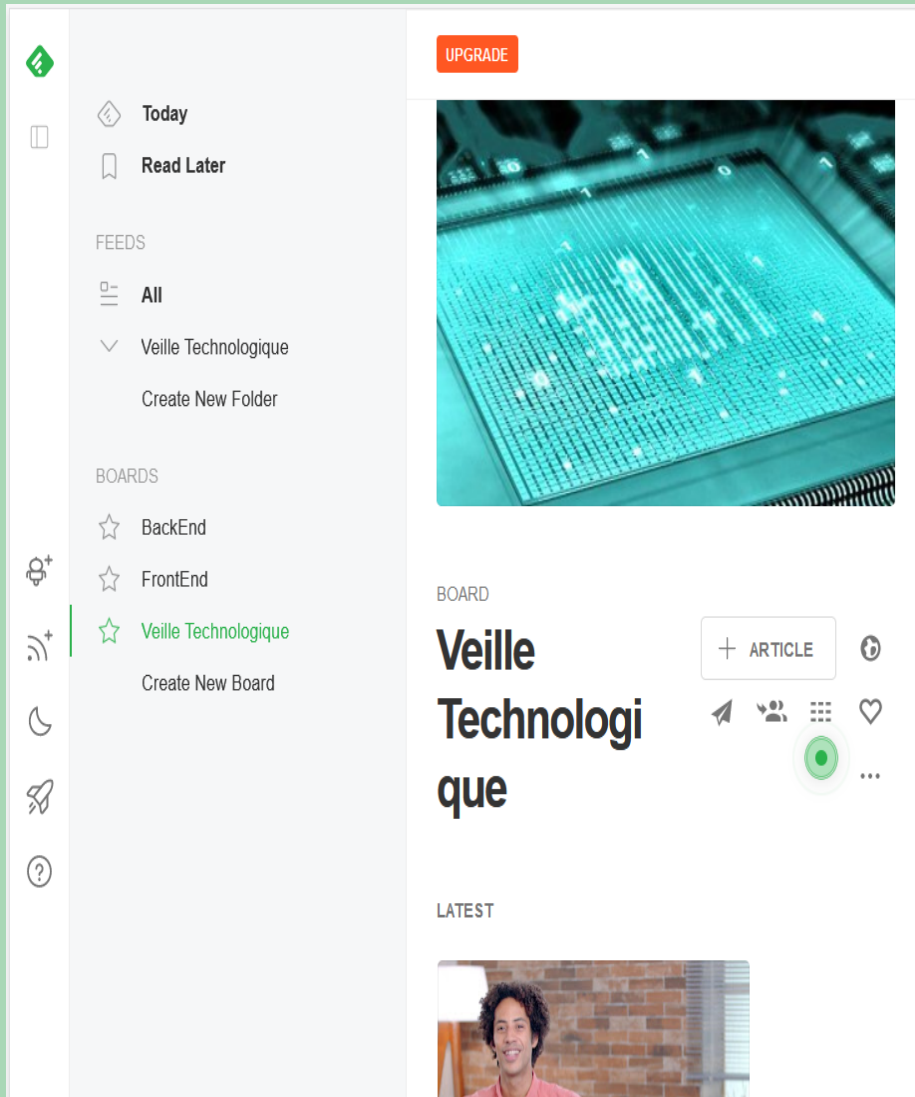 UPGRADE
Today
Read Later
FEEDS
All
Veille Technologique
Create New Folder
BOARDS
BackEnd
FrontEnd
Veille Technologique
Create New Board
BOARD
Veille
Technologi
que
ARTICLE
LATEST